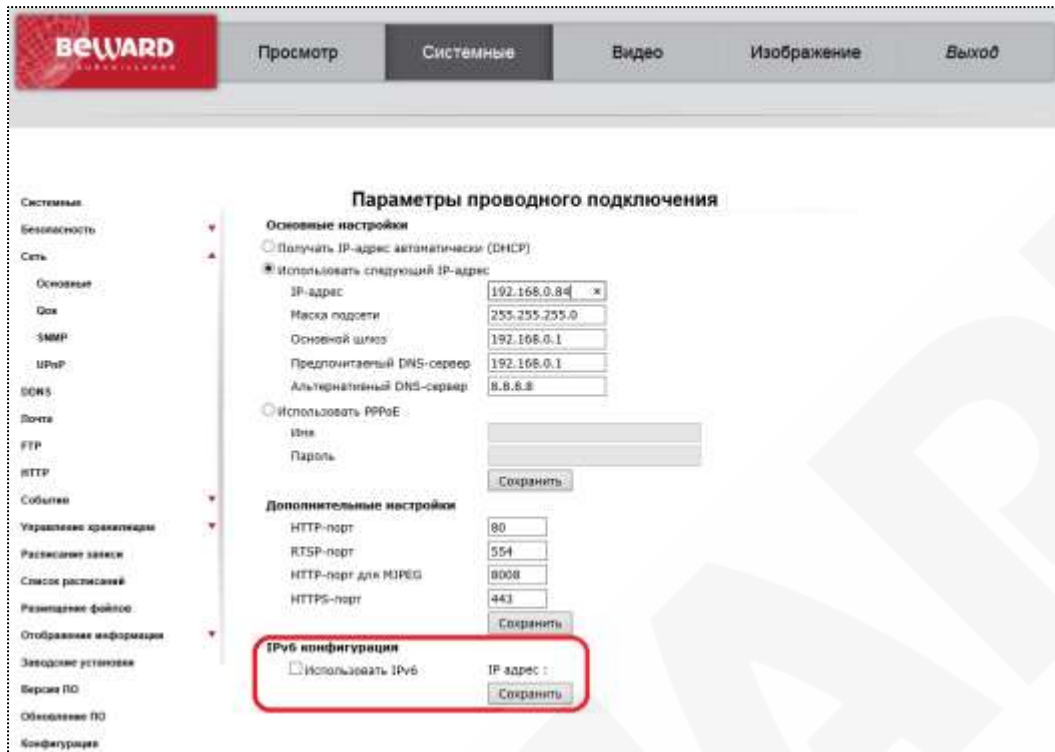 BEWARD
Просмотр Системные Видео Изображение Выход
Системные
Безопасность
Сеть
Основные
Qos
SNMP
UPnP
DDNS
Почта
FTP
HTTP
События
Управление хранилищем
Расписание записи
Список расписаний
Размещение файлов
Отображение информации
Заводские установки
Версия ПО
Обновление ПО
Конфигурация
Параметры проводного подключения
Основные настройки
Получать IP-адрес автоматически (DHCP)
Использовать следующий IP-адрес
IP-адрес 192.168.0.84 ×
Маска подсети 255.255.255.0
Основной шлюз 192.168.0.1
Предпочитаемый DNS-сервер 192.168.0.1
Альтернативный DNS-сервер 8.8.8.8
Использовать PPPoE
Имя
Пароль
Сохранить
Дополнительные настройки
HTTP-порт 80
RTSP-порт 554
HTTP-порт для MJPEG 8008
HTTPS-порт 443
Сохранить
IPv6 конфигурация
Использовать IPv6 IP адрес :
Сохранить